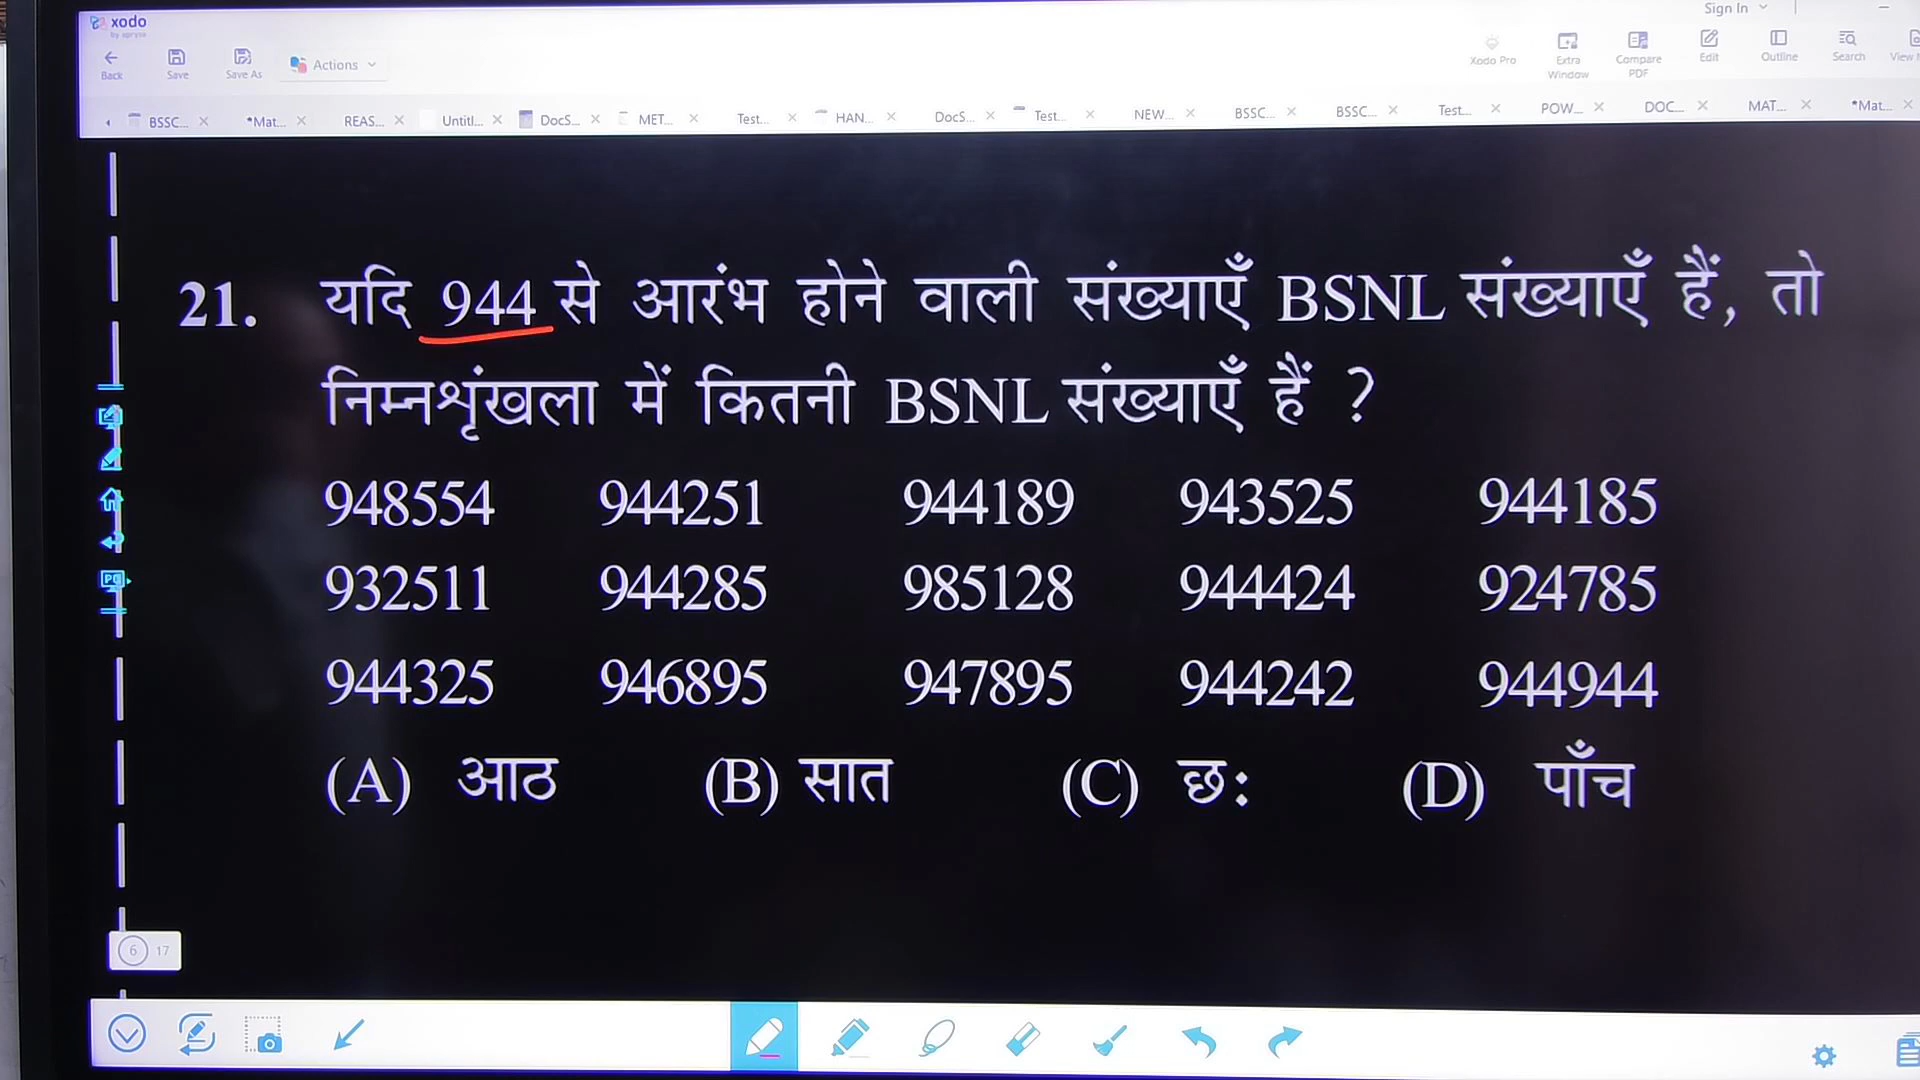 xodo
by apryse
Sign In
Back Save Save As Actions Xodo Pro Extra Window Compare PDF Edit Outline Search View
BSSC... *Mat... REAS... Untitl... DocS... MET... Test... HAN... DocS... Test... NEW... BSSC... BSSC... Test... POW... DOC... MAT... *Mat...
21. यदि 944 से आरंभ होने वाली संख्याएँ BSNL संख्याएँ हैं, तो
निम्नशृंखला में कितनी BSNL संख्याएँ हैं ?
948554 944251 944189 943525 944185
932511 944285 985128 944424 924785
944325 946895 947895 944242 944944
(A) आठ (B) सात (C) छः (D) पाँच
6 17